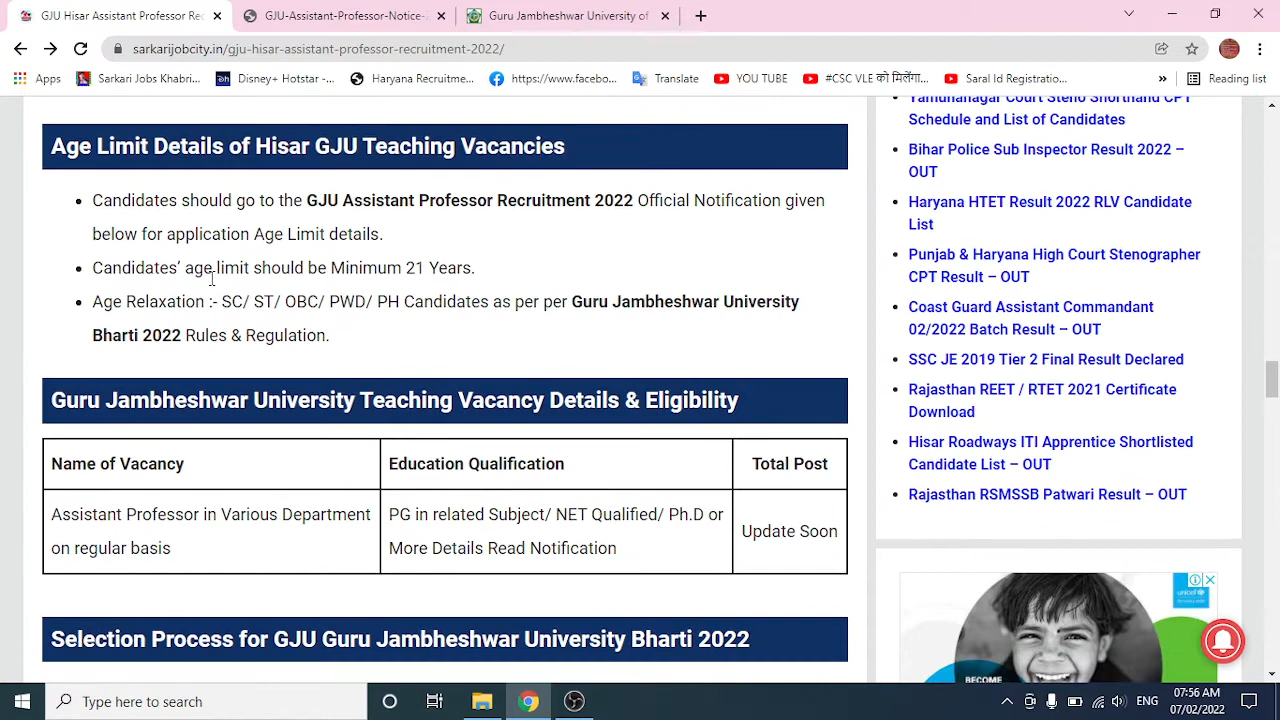 GJU Hisar Assistant Professor Rec
GJU-Assistant-Professor-Notice-
Guru Jambheshwar University of
sarkarijobcity.in/gju-hisar-assistant-professor-recruitment-2022/
Apps
Sarkari Jobs Khabri...
Disney+ Hotstar -...
Haryana Recruitme...
https://www.facebo...
Translate
YOU TUBE
#CSC VLE को मिलेंगा...
Saral Id Registratio...
»
Reading list
Age Limit Details of Hisar GJU Teaching Vacancies
• Candidates should go to the GJU Assistant Professor Recruitment 2022 Official Notification given
below for application Age Limit details.
• Candidates' age limit should be Minimum 21 Years.
• Age Relaxation :- SC/ ST/ OBC/ PWD/ PH Candidates as per per Guru Jambheshwar University
Bharti 2022 Rules & Regulation.
Guru Jambheshwar University Teaching Vacancy Details & Eligibility
Name of Vacancy
Education Qualification
Total Post
Assistant Professor in Various Department
on regular basis
PG in related Subject/ NET Qualified/ Ph.D or
More Details Read Notification
Update Soon
Selection Process for GJU Guru Jambheshwar University Bharti 2022
Yamunanagar Court Steno Shorthand CPT
Schedule and List of Candidates
• Bihar Police Sub Inspector Result 2022 –
OUT
• Haryana HTET Result 2022 RLV Candidate
List
• Punjab & Haryana High Court Stenographer
CPT Result – OUT
• Coast Guard Assistant Commandant
02/2022 Batch Result – OUT
• SSC JE 2019 Tier 2 Final Result Declared
• Rajasthan REET / RTET 2021 Certificate
Download
• Hisar Roadways ITI Apprentice Shortlisted
Candidate List – OUT
• Rajasthan RSMSSB Patwari Result – OUT
unicef
BECOME
Type here to search
ENG
07:56 AM
07/02/2022